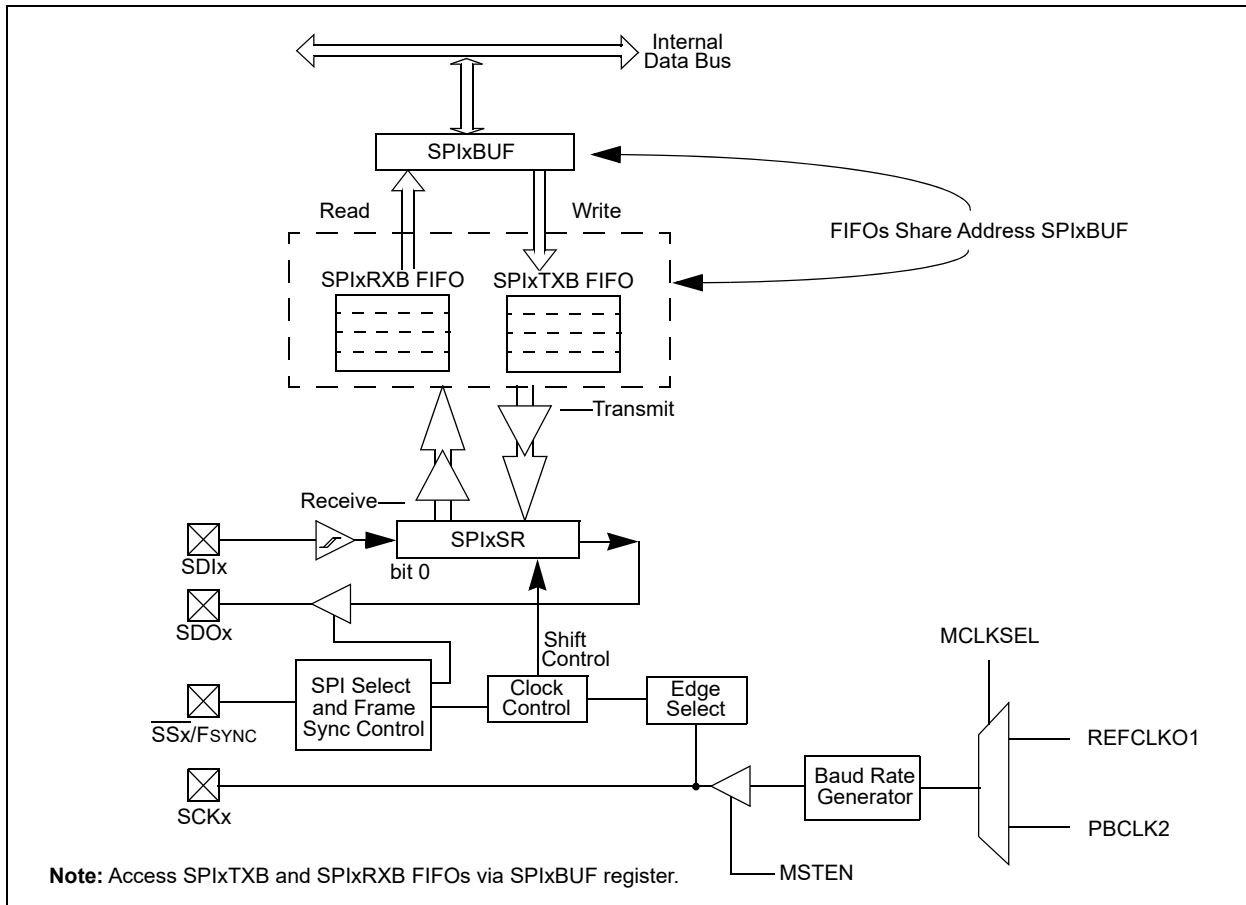 Internal
Data Bus
SPIxBUF
Read
Write
FIFOs Share Address SPIxBUF
SPIxRXB FIFO
SPIxTXB FIFO
Transmit
Receive
SPIxSR
SDIx
bit 0
SDOx
Shift
Control
MCLKSEL
SPI Select
and Frame
Sync Control
Clock
Control
Edge
Select
SSx/FSYNC
REFCLKO1
Baud Rate
Generator
SCKx
PBCLK2
MSTEN
Note: Access SPIxTXB and SPIxRXB FIFOs via SPIxBUF register.